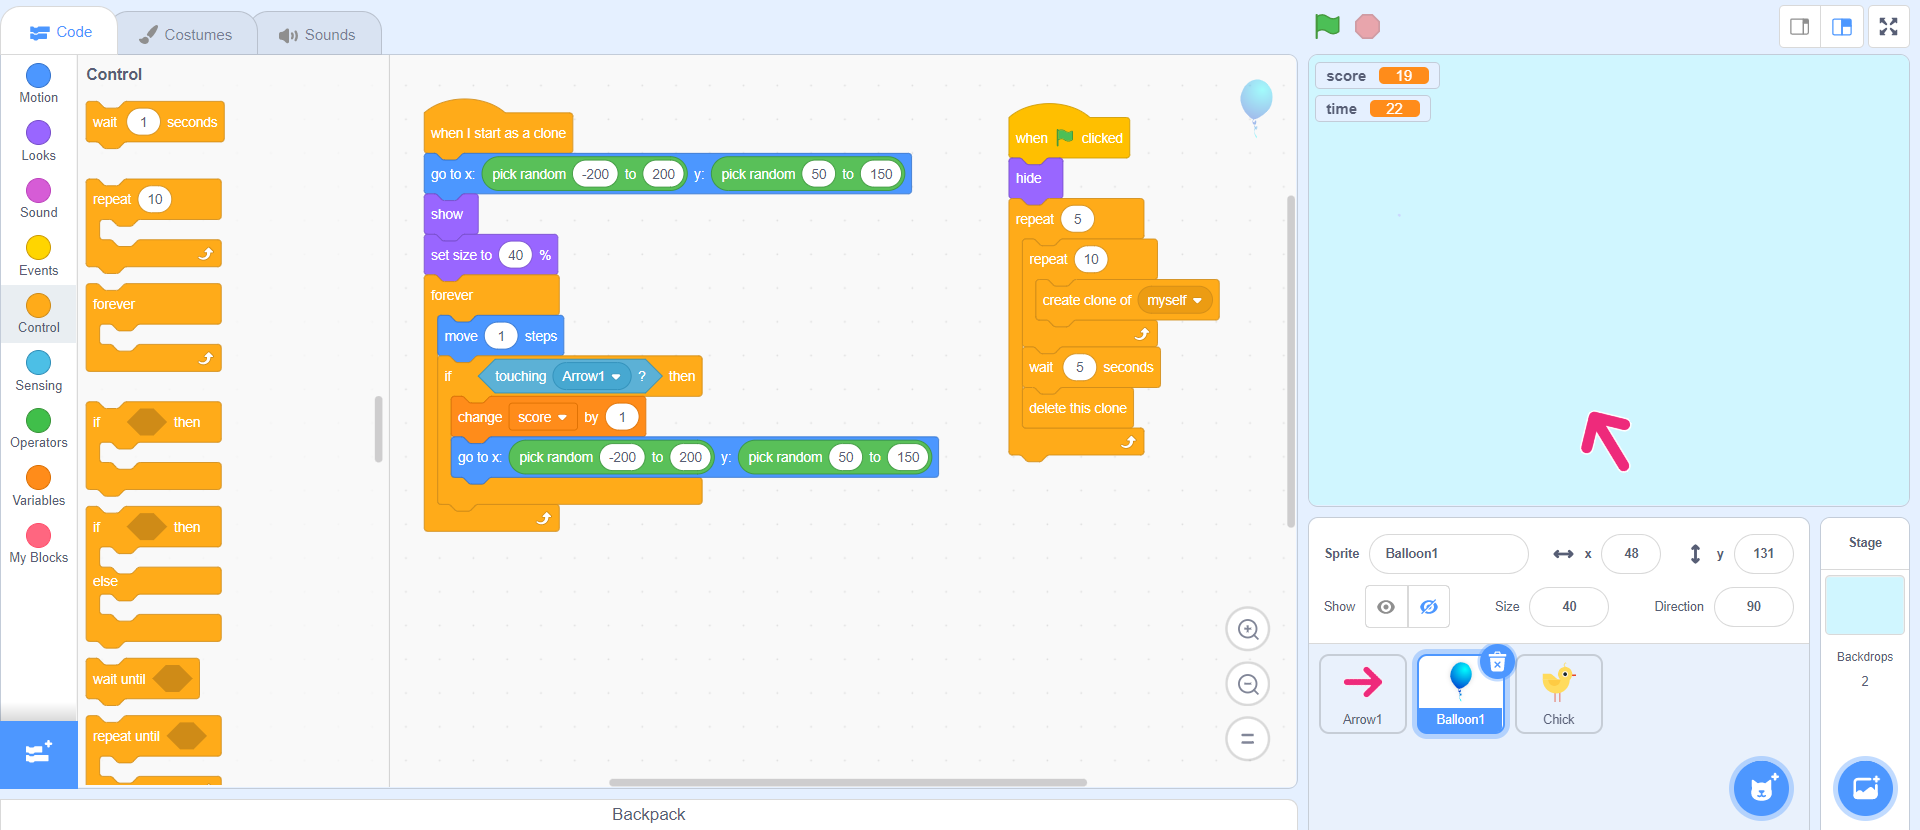 Code
Costumes
Sounds
Motion
Looks
Sound
Events
Control
Sensing
Operators
Variables
My Blocks
Control
wait 1 seconds
repeat 10
forever
if then
if then
else
wait until
repeat until
when I start as a clone
go to x: pick random -200 to 200 y: pick random 50 to 150
show
set size to 40 %
forever
move 1 steps
if touching Arrow1 ? then
change score by 1
go to x: pick random -200 to 200 y: pick random 50 to 150
when clicked
hide
repeat 5
repeat 10
create clone of myself
wait 5 seconds
delete this clone
Backpack
score 19
time 22
Sprite Balloon1 x 48 y 131
Show Size 40 Direction 90
Arrow1
Balloon1
Chick
Stage
Backdrops
2